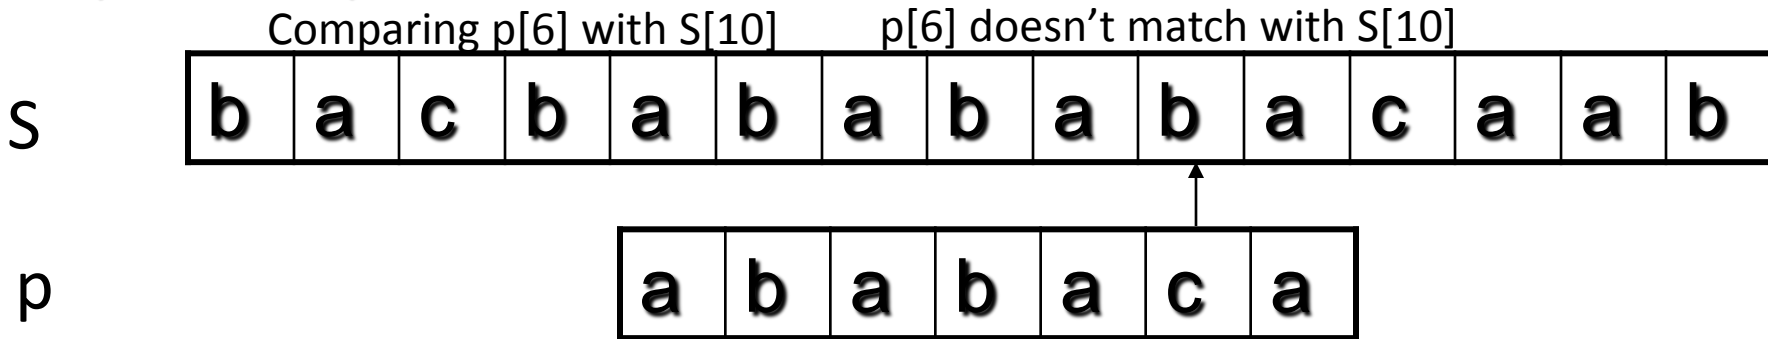 Comparing p[6] with S[10] p[6] doesn’t match with S[10]
S b a c b a b a b a b a c a a b
p a b a b a c a